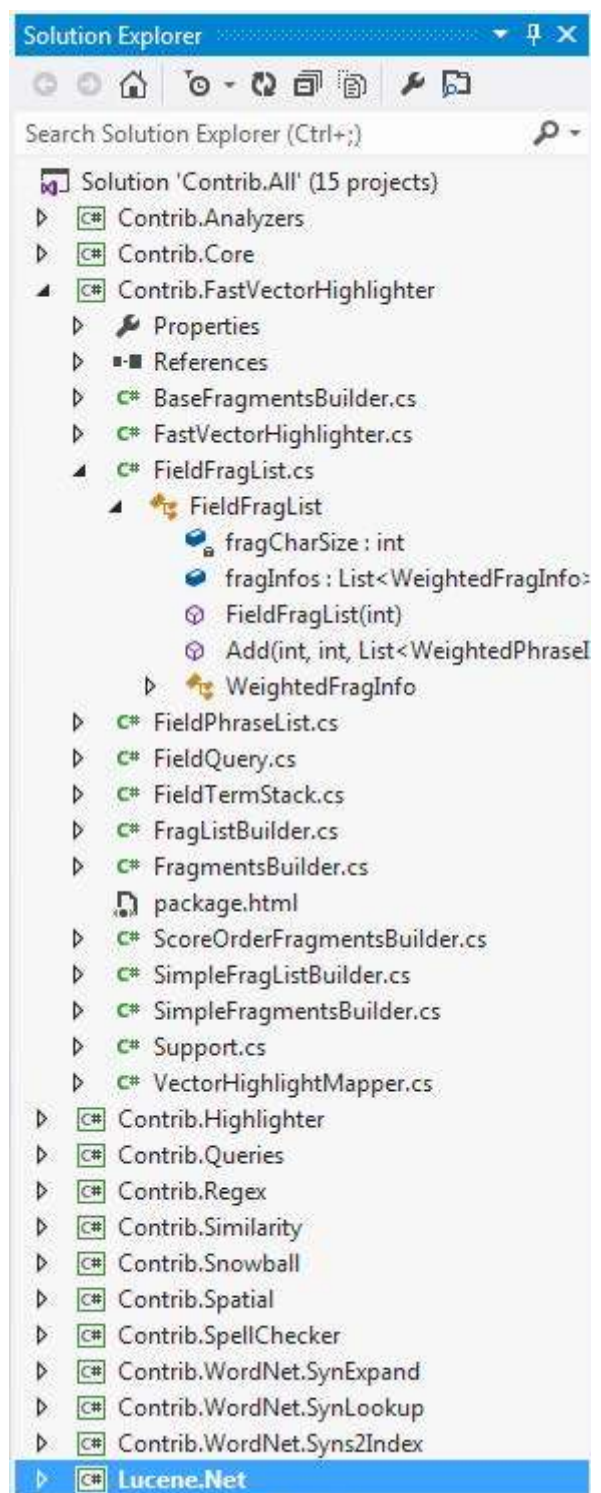 Solution Explorer
Search Solution Explorer (Ctrl+;)
Solution 'Contrib.All' (15 projects)
C# Contrib.Analyzers
C# Contrib.Core
C# Contrib.FastVectorHighlighter
Properties
References
C# BaseFragmentsBuilder.cs
C# FastVectorHighlighter.cs
C# FieldFragList.cs
FieldFragList
fragCharSize : int
fragInfos : List<WeightedFragInfo>
FieldFragList(int)
Add(int, int, List<WeightedPhraseI
WeightedFragInfo
C# FieldPhraseList.cs
C# FieldQuery.cs
C# FieldTermStack.cs
C# FragListBuilder.cs
C# FragmentsBuilder.cs
package.html
C# ScoreOrderFragmentsBuilder.cs
C# SimpleFragListBuilder.cs
C# SimpleFragmentsBuilder.cs
C# Support.cs
C# VectorHighlightMapper.cs
C# Contrib.Highlighter
C# Contrib.Queries
C# Contrib.Regex
C# Contrib.Similarity
C# Contrib.Snowball
C# Contrib.Spatial
C# Contrib.SpellChecker
C# Contrib.WordNet.SynExpand
C# Contrib.WordNet.SynLookup
C# Contrib.WordNet.Syns2Index
C# Lucene.Net